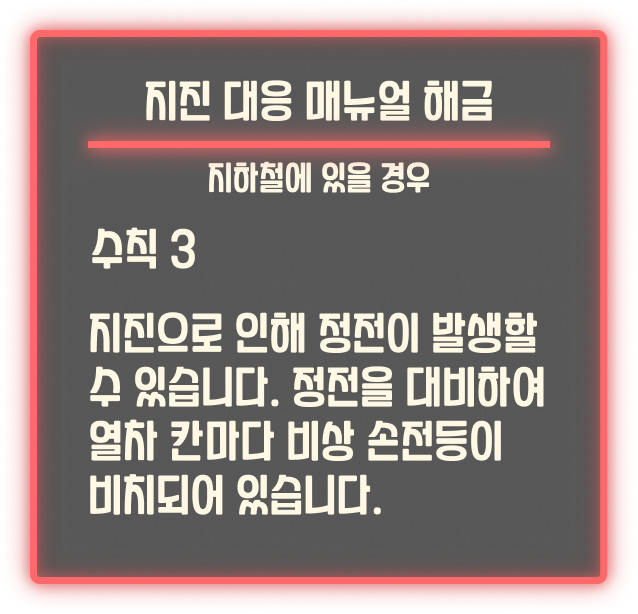 지진 대응 매뉴얼 해금
지하철에 있을 경우
수칙 3
지진으로 인해 정전이 발생할
수 있습니다. 정전을 대비하여
열차 칸마다 비상 손전등이
비치되어 있습니다.